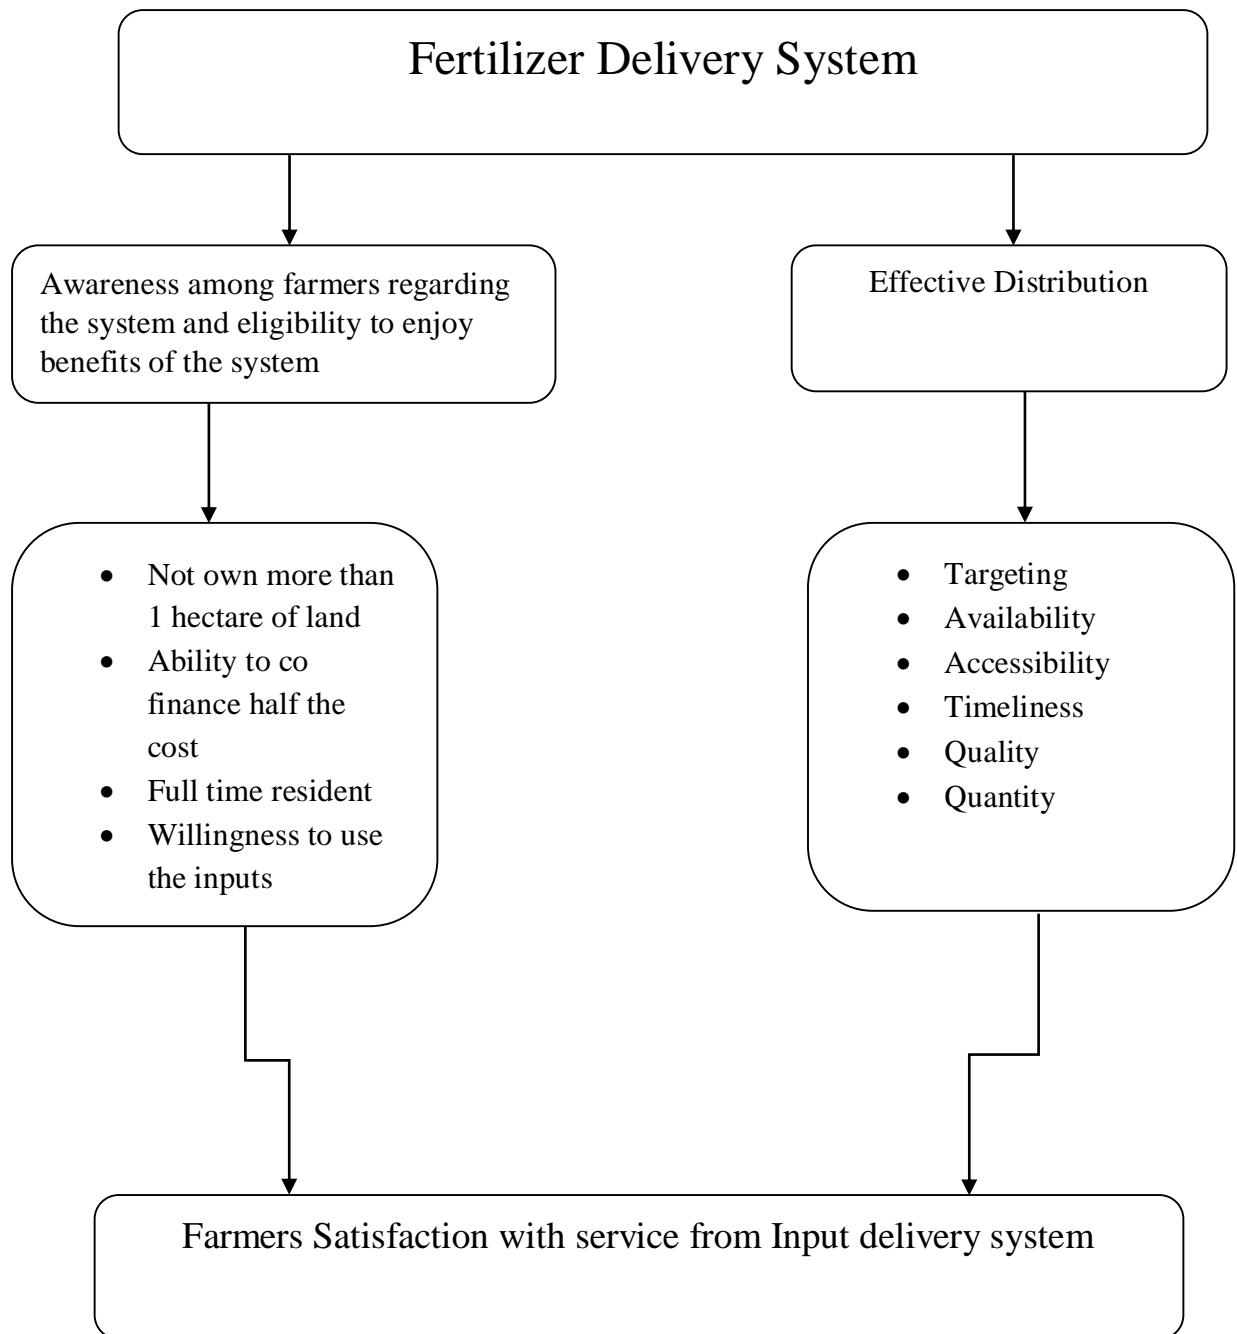 Fertilizer Delivery System
Awareness among farmers regarding
the system and eligibility to enjoy
benefits of the system
Effective Distribution
• Not own more than
1 hectare of land
• Ability to co
finance half the
cost
• Full time resident
• Willingness to use
the inputs
• Targeting
• Availability
• Accessibility
• Timeliness
• Quality
• Quantity
Farmers Satisfaction with service from Input delivery system